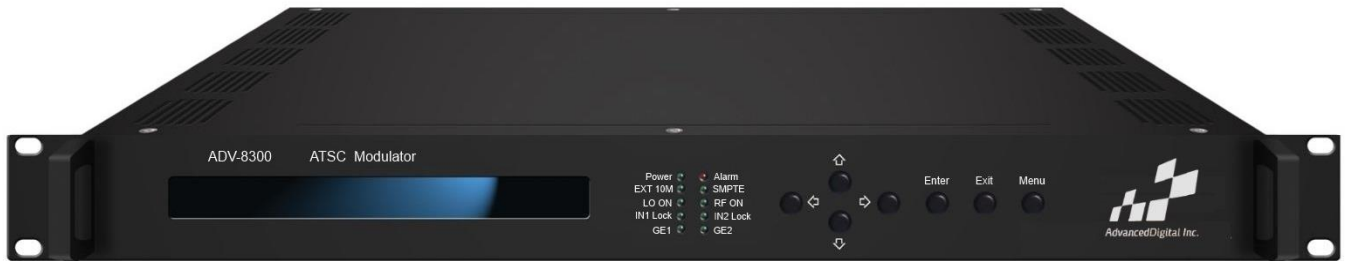 ADV-8300 ATSC Modulator
Power Alarm
EXT 10M SMPTE
LO ON RF ON
IN1 Lock IN2 Lock
GE1 GE2
Enter Exit Menu
AdvancedDigital Inc.